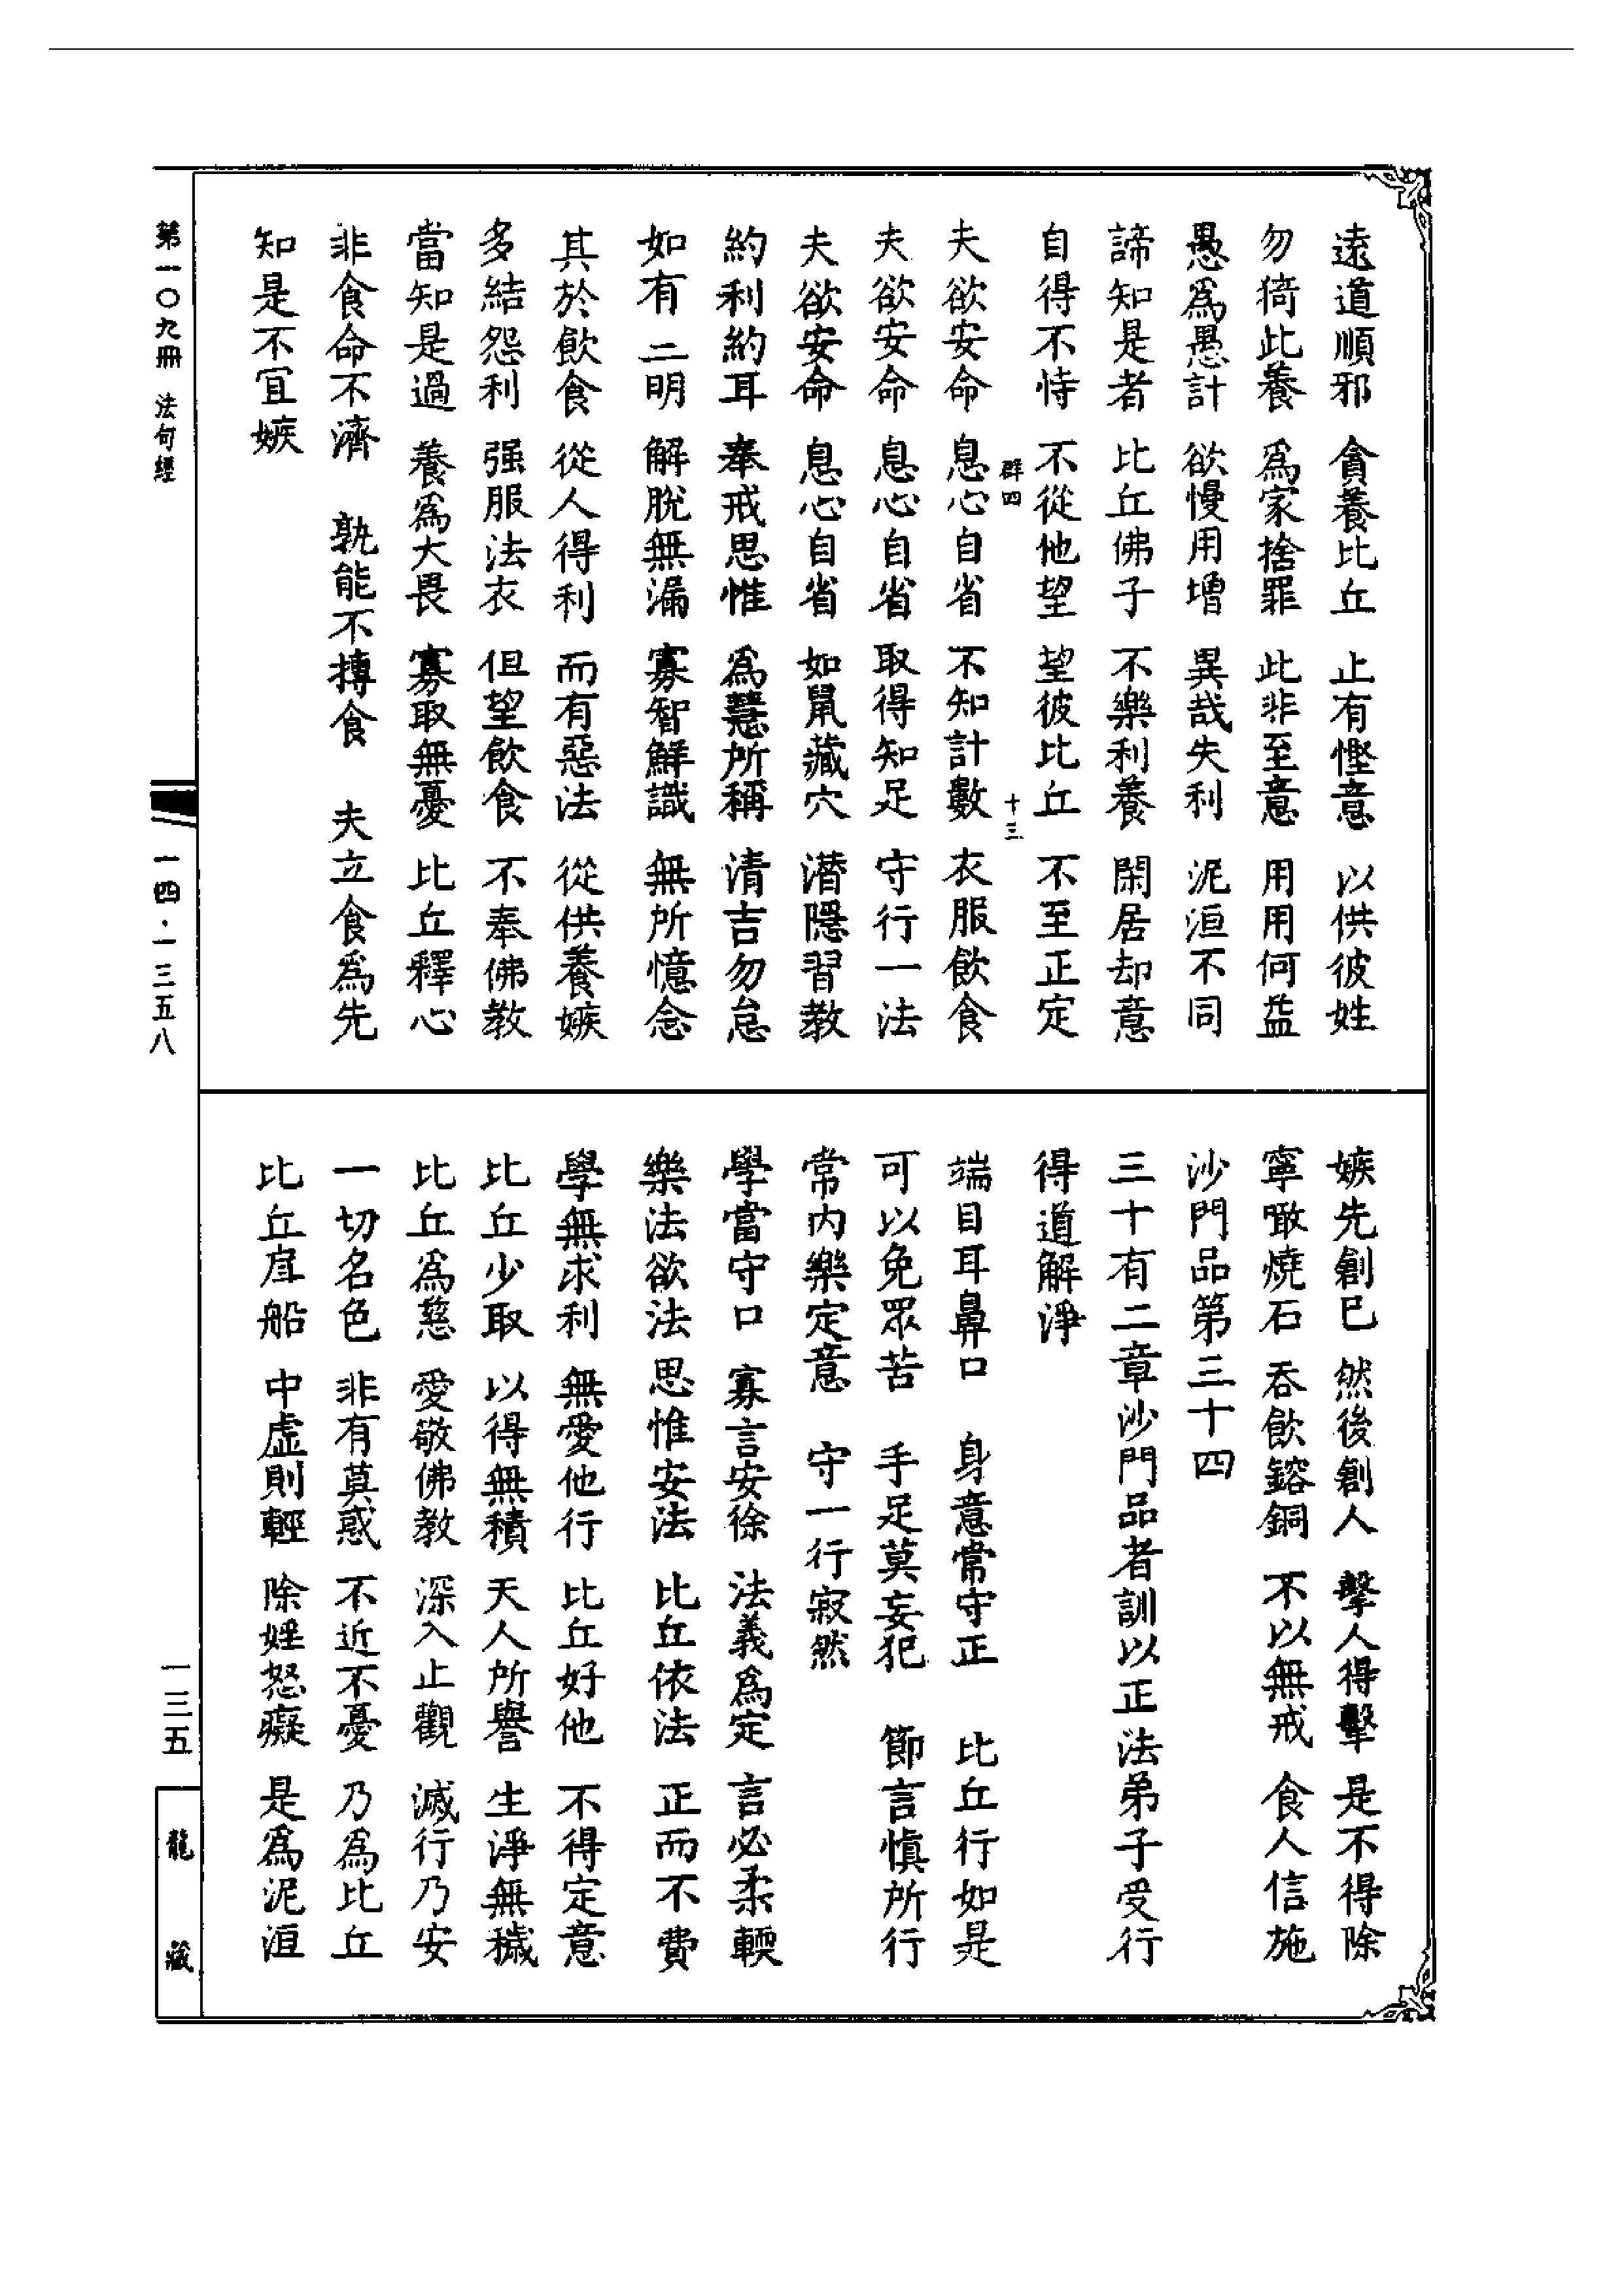 遠道順邪　貪養比丘　止有慳意　以供彼姓
勿猗此養　為家捨罪　此非至意　用用何益
愚為愚計　欲慢用增　異哉失利　泥洹不同
諦知是者　比丘佛子　不樂利養　閑居却意
自得不恃　不從他望　望彼比丘　不至正定
群四　十三
夫欲安命　息心自省　不知計數　衣服飲食
夫欲安命　息心自省　取得知足　守行一法
夫欲安命　息心自省　如鼠藏穴　潛隱習教
約利約耳　奉戒思惟　為慧所稱　清吉勿怠
如有二明　解脫無漏　寡智鮮識　無所憶念
其於飲食　從人得利　而有惡法　從供養嫉
多結怨利　强服法衣　但望飲食　不奉佛教
當知是過　養為大畏　寡取無憂　比丘釋心
非食命不濟　孰能不摶食　夫立食為先
知是不宜嫉
嫉先創已　然後創人　擊人得擊　是不得除
寧噉燒石　吞飲鎔銅　不以無戒　食人信施
沙門品第三十四
三十有二章沙門品者訓以正法弟子受行
得道解淨
端目耳鼻口　身意常守正　比丘行如是
可以免眾苦　手足莫妄犯　節言慎所行
常内樂定意　守一行寂然
學當守口　寡言安徐　法義為定　言必柔輭
樂法欲法　思惟安法　比丘依法　正而不費
學無求利　無愛他行　比丘好他　不得定意
比丘少取　以得無積　天人所譽　生淨無穢
比丘為慈　愛敬佛教　深入止觀　滅行乃安
一切名色　非有莫惑　不近不憂　乃為比丘
比丘扈船　中虛則輕　除婬怒癡　是為泥洹
第一〇九冊　法句經
一四·一三五八
一三五
龍藏